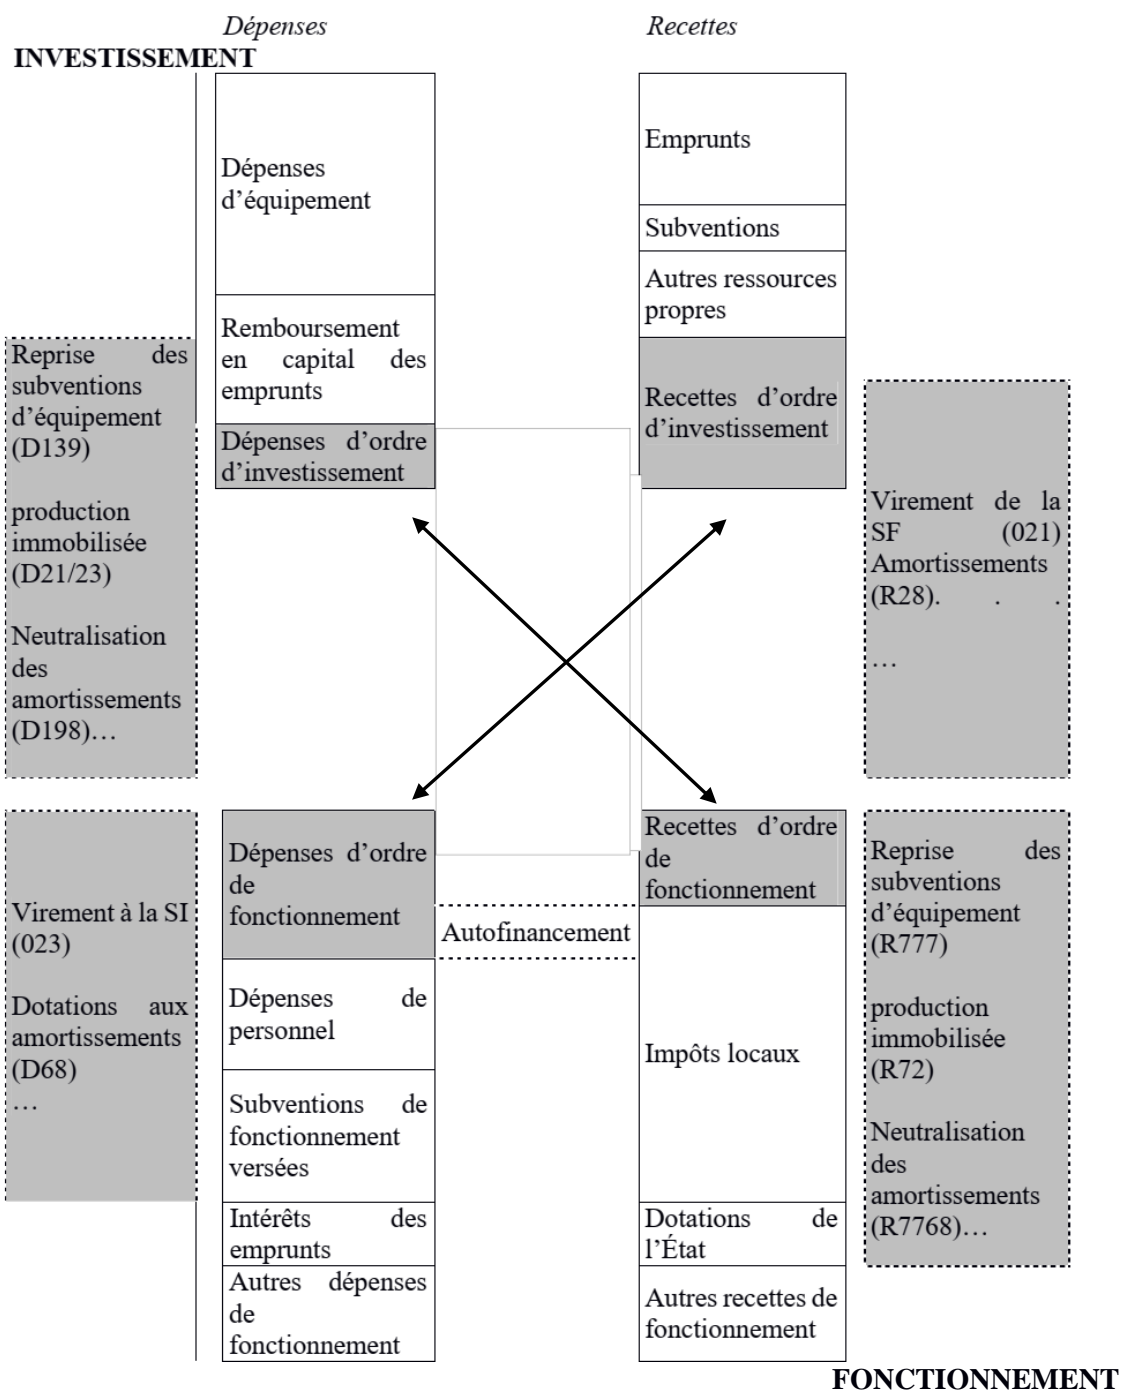 Dépenses
Recettes
INVESTISSEMENT
Dépenses
d’équipement
Remboursement
en capital des
emprunts
Dépenses d’ordre
d’investissement
Emprunts
Subventions
Autres ressources
propres
Recettes d’ordre
d’investissement
Reprise des
subventions
d’équipement
(D139)
production
immobilisée
(D21/23)
Neutralisation
des
amortissements
(D198)…
Virement de la
SF (021)
Amortissements
(R28). . .
…
Virement à la SI
(023)
Dotations aux
amortissements
(D68)
…
Dépenses d’ordre
de
fonctionnement
Dépenses de
personnel
Subventions de
fonctionnement
versées
Intérêts des
emprunts
Autres dépenses
de
fonctionnement
Autofinancement
Recettes d’ordre
de
fonctionnement
Impôts locaux
Dotations de
l’État
Autres recettes de
fonctionnement
Reprise des
subventions
d’équipement
(R777)
production
immobilisée
(R72)
Neutralisation
des
amortissements
(R7768)…
FONCTIONNEMENT